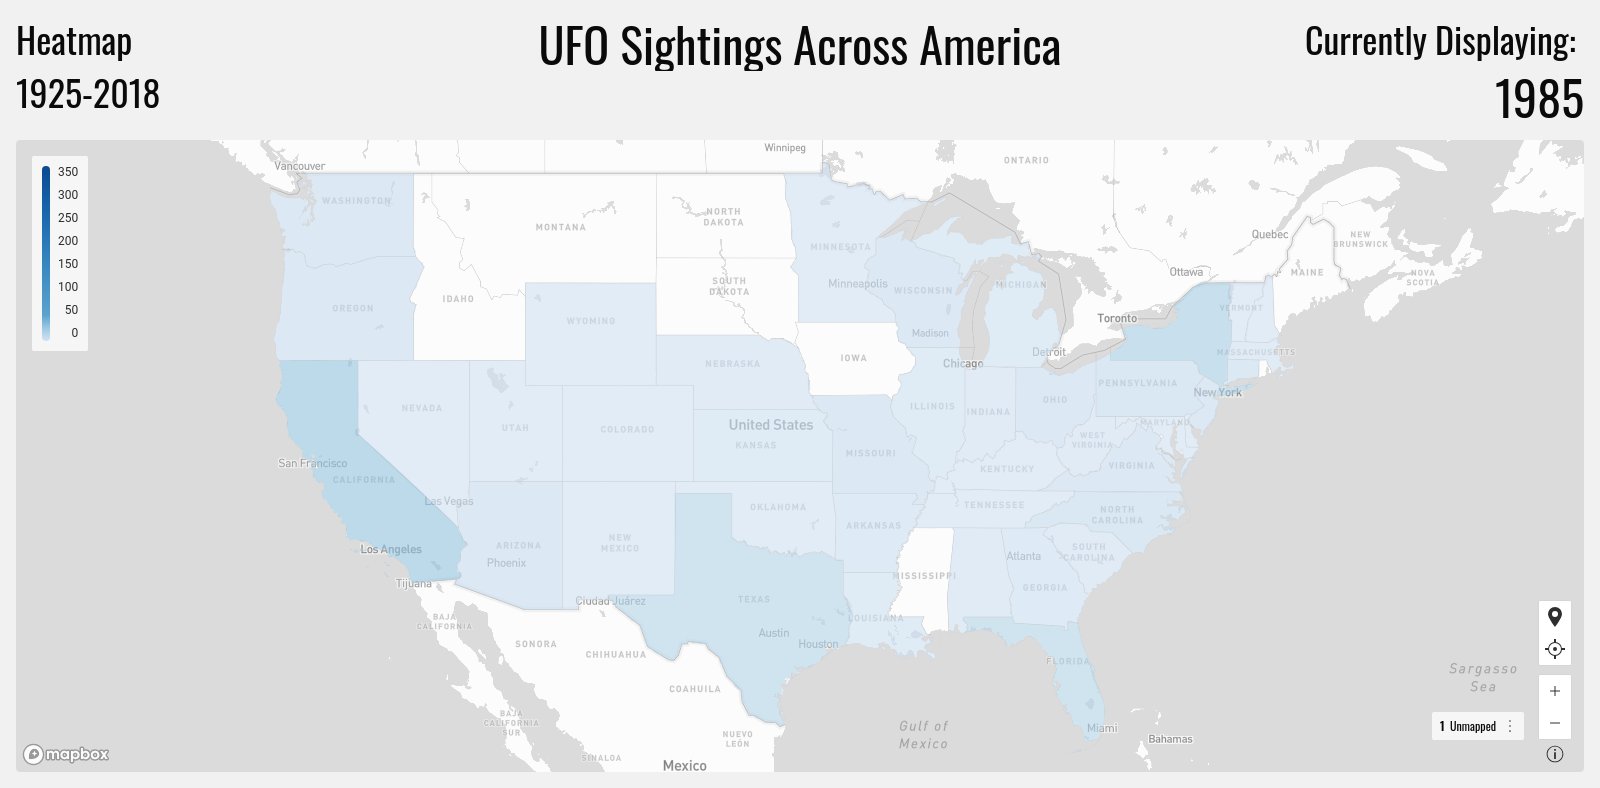 Heatmap
1925-2018
UFO Sightings Across America
Currently Displaying:
1985
350
300
250
200
150
100
50
0
Vancouver
Winnipeg
ONTARIO
WASHINGTON
MONTANA
NORTH
DAKOTA
MINNESOTA
Quebec
NEW
BRUNSWICK
Ottawa
MAINE
NOVA
SCOTIA
SOUTH
DAKOTA
Minneapolis
WISCONSIN
MICHIGAN
IDAHO
OREGON
WYOMING
Toronto
VERMONT
Madison
Detroit
MASSACHUSETTS
IOWA
Chicago
NEBRASKA
PENNSYLVANIA
New York
NEVADA
UTAH
COLORADO
United States
KANSAS
ILLINOIS
INDIANA
OHIO
MARYLAND
WEST
VIRGINIA
VIRGINIA
San Francisco
CALIFORNIA
MISSOURI
KENTUCKY
Las Vegas
OKLAHOMA
TENNESSEE
NORTH
CAROLINA
ARKANSAS
Los Angeles
ARIZONA
Phoenix
NEW
MEXICO
Atlanta
SOUTH
CAROLINA
Tijuana
MISSISSIPPI
GEORGIA
Ciudad Juárez
TEXAS
BAJA
CALIFORNIA
LOUISIANA
Austin
Houston
SONORA
CHIHUAHUA
FLORIDA
Sargasso
Sea
COAHUILA
BAJA
CALIFORNIA
SUR
Gulf of
Mexico
Miami
1 Unmapped
NUEVO
LEÓN
Bahamas
SINALOA
Mexico
mapbox